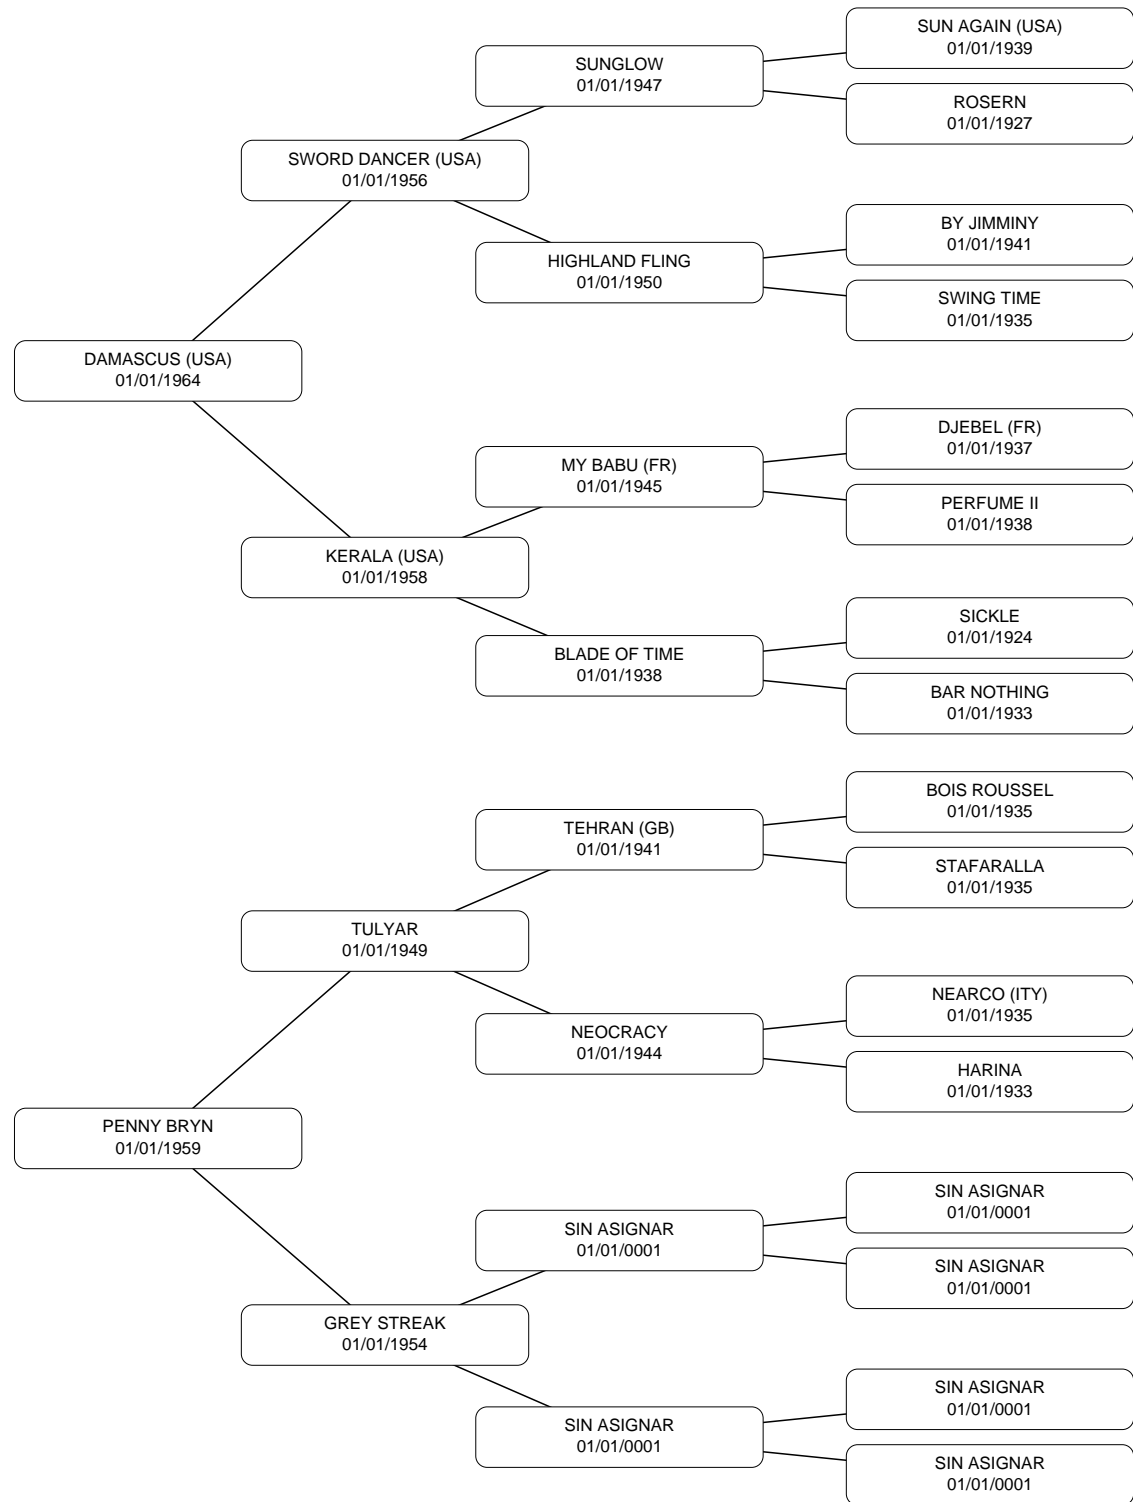 SUN AGAIN (USA)
01/01/1939
SUNGLOW
01/01/1947
ROSERN
01/01/1927
SWORD DANCER (USA)
01/01/1956
BY JIMMINY
01/01/1941
HIGHLAND FLING
01/01/1950
SWING TIME
01/01/1935
DAMASCUS (USA)
01/01/1964
DJEBEL (FR)
01/01/1937
MY BABU (FR)
01/01/1945
PERFUME II
01/01/1938
KERALA (USA)
01/01/1958
SICKLE
01/01/1924
BLADE OF TIME
01/01/1938
BAR NOTHING
01/01/1933
BOIS ROUSSEL
01/01/1935
TEHRAN (GB)
01/01/1941
STAFARALLA
01/01/1935
TULYAR
01/01/1949
NEARCO (ITY)
01/01/1935
NEOCRACY
01/01/1944
HARINA
01/01/1933
PENNY BRYN
01/01/1959
SIN ASIGNAR
01/01/0001
SIN ASIGNAR
01/01/0001
SIN ASIGNAR
01/01/0001
GREY STREAK
01/01/1954
SIN ASIGNAR
01/01/0001
SIN ASIGNAR
01/01/0001
SIN ASIGNAR
01/01/0001